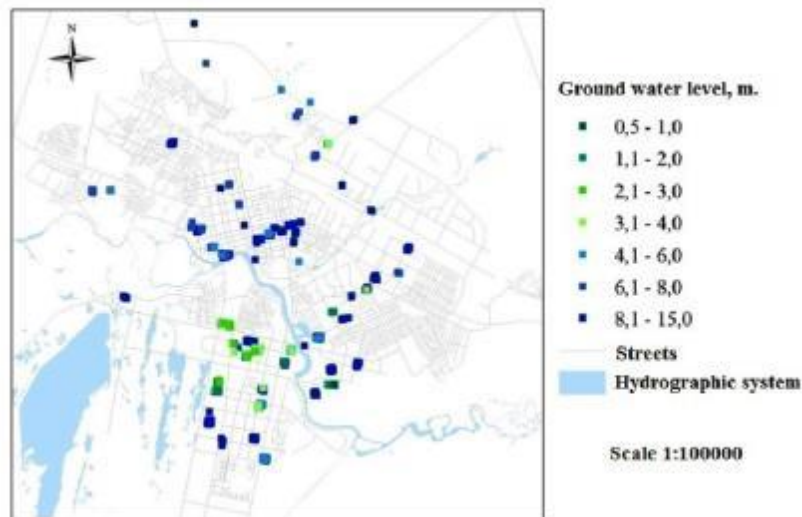 N
Ground water level, m.
0,5 - 1,0
1,1 - 2,0
2,1 - 3,0
3,1 - 4,0
4,1 - 6,0
6,1 - 8,0
8,1 - 15,0
Streets
Hydrographic system
Scale 1:100000